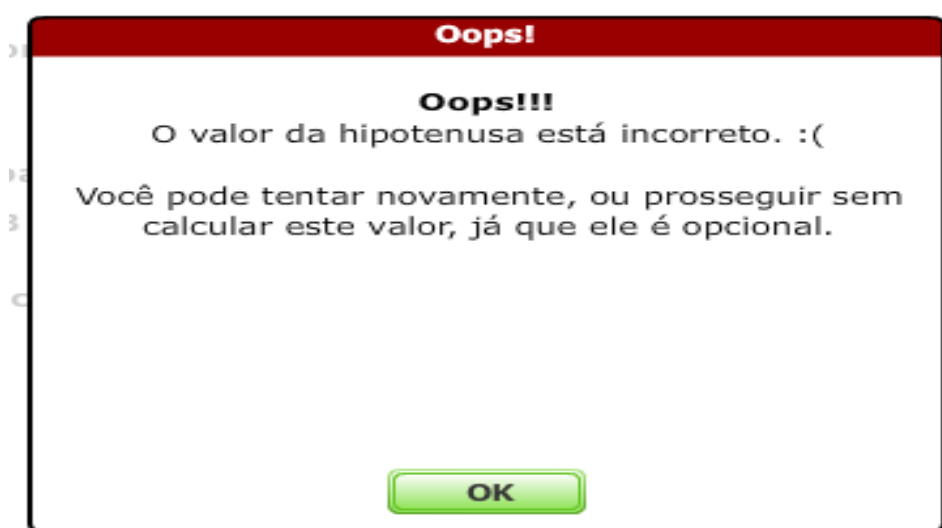 Oops!
Oops!!!
O valor da hipotenusa está incorreto. :(
Você pode tentar novamente, ou prosseguir sem
calcular este valor, já que ele é opcional.
OK